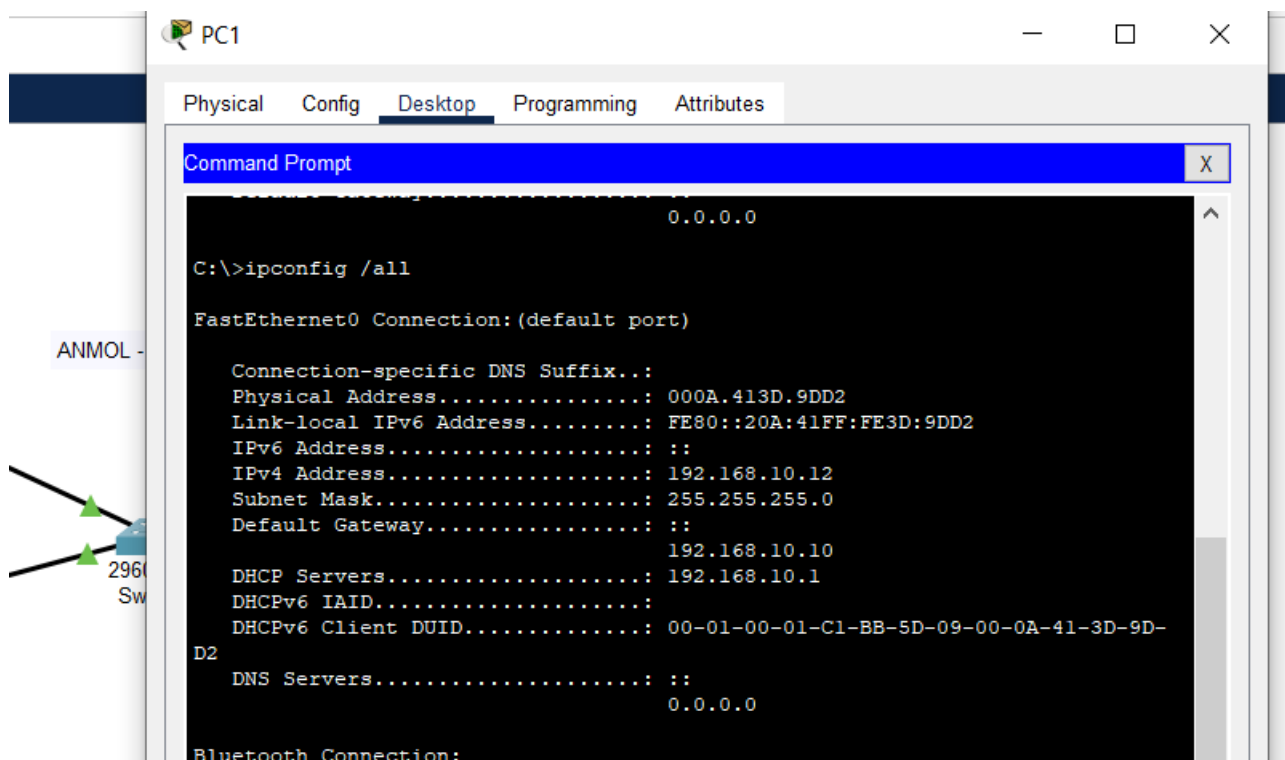 PC1
Physical Config Desktop Programming Attributes
Command Prompt
X
0.0.0.0
C:\>ipconfig /all
FastEthernet0 Connection:(default port)
Connection-specific DNS Suffix..:
Physical Address................: 000A.413D.9DD2
Link-local IPv6 Address.........: FE80::20A:41FF:FE3D:9DD2
IPv6 Address....................: ::
IPv4 Address....................: 192.168.10.12
Subnet Mask.....................: 255.255.255.0
Default Gateway.................: ::
192.168.10.10
DHCP Servers....................: 192.168.10.1
DHCPv6 IAID.....................:
DHCPv6 Client DUID..............: 00-01-00-01-C1-BB-5D-09-00-0A-41-3D-9D-
D2
DNS Servers.....................: ::
0.0.0.0
Bluetooth Connection:
ANMOL -
2960
Sw